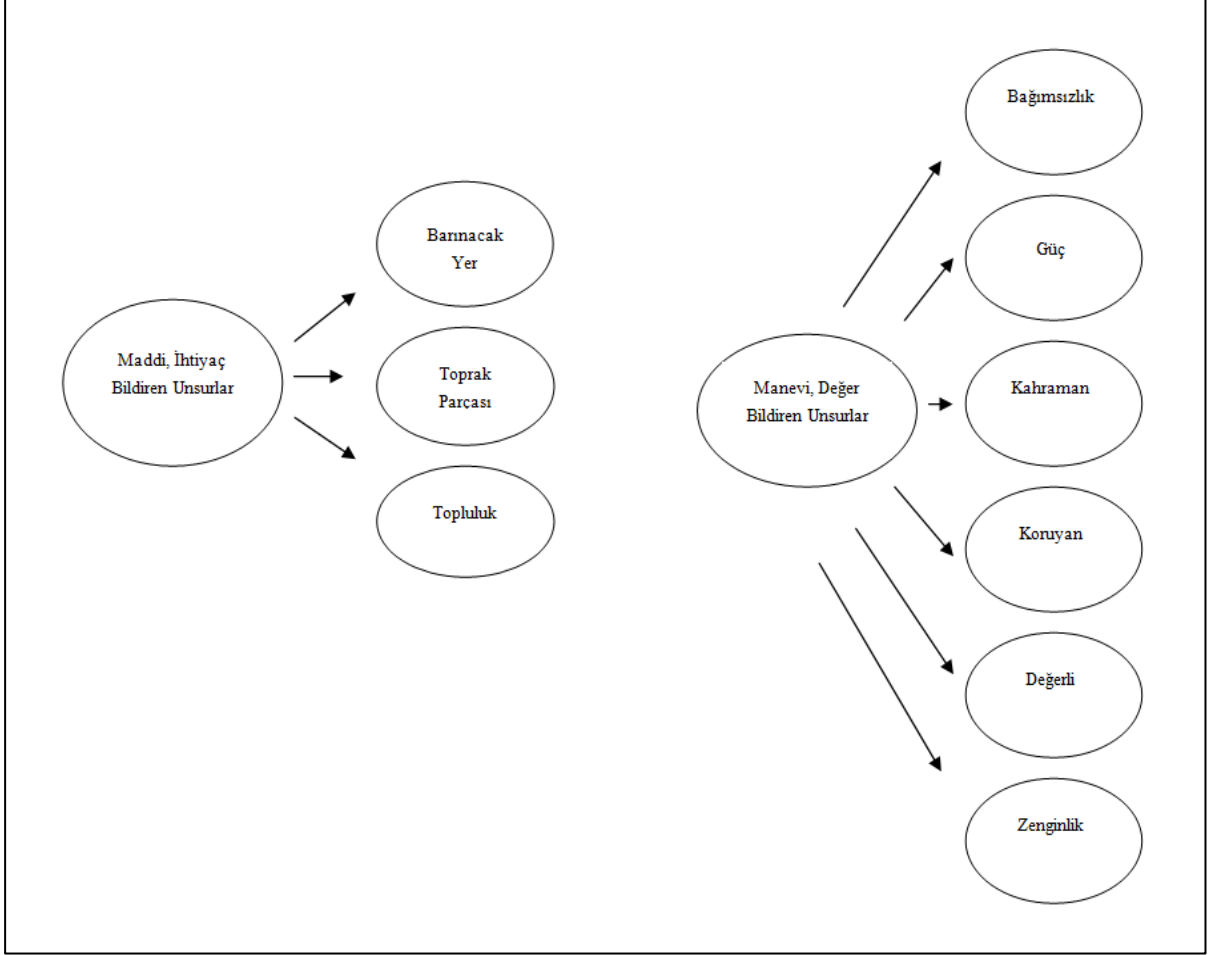 Maddi, İhtiyaç
Bildiren Unsurlar
Barınacak
Yer
Toprak
Parçası
Topluluk
Manevi, Değer
Bildiren Unsurlar
Bağımsızlık
Güç
Kahraman
Koruyan
Değerli
Zenginlik